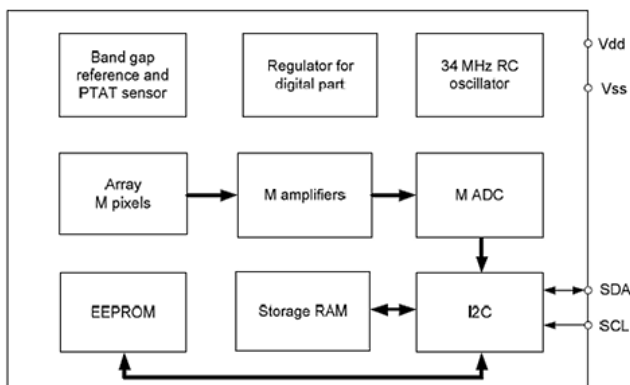 Band gap
reference and
PTAT sensor
Regulator for
digital part
34 MHz RC
oscillator
Vdd
Vss
Array
M pixels
M amplifiers
M ADC
EEPROM
Storage RAM
I2C
SDA
SCL